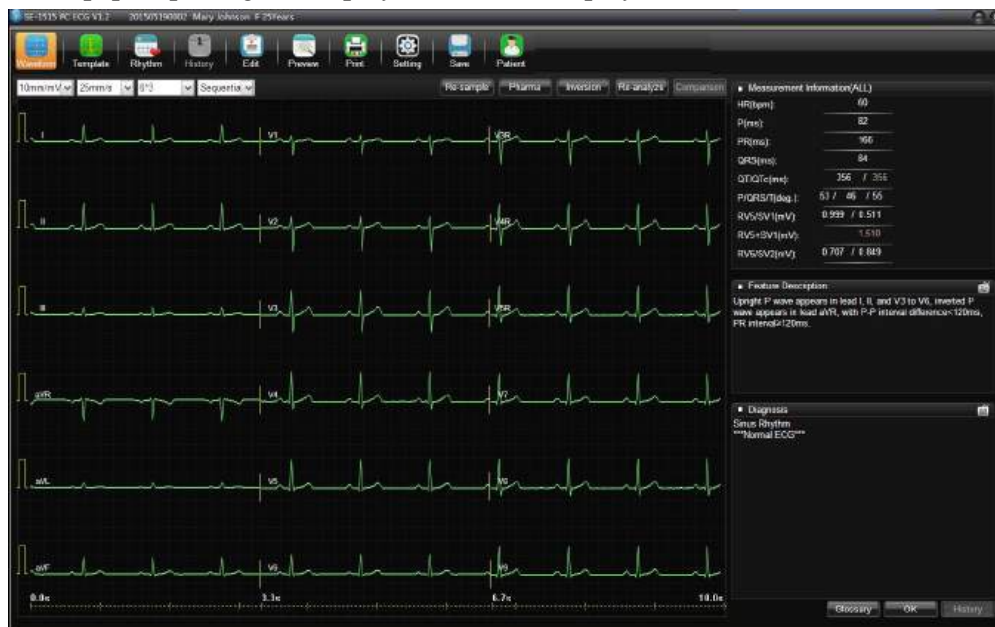 SE-1515 PC ECG V1.2 201505190002 Mary Johnson F 25Years
Waveform Template Rhythm History Edit Preview Print Setting Save Patient
10mm/mV 25mm/s 6*3 Sequentia Re-sample Pharma Inversion Re-analyze Comparison
Measurement Information(ALL)
HR(bpm): 60
P(ms): 82
PR(ms): 166
QRS(ms): 84
QT/QTc(ms): 356 / 356
P/QRS/T(deg.): 53 / 46 / 55
RV5/SV1(mV): 0.999 / 0.511
RV5+SV1(mV): 1.510
RV6/SV2(mV): 0.707 / 0.849
Feature Description
Upright P wave appears in lead I, II, and V3 to V6, inverted P
wave appears in lead aVR, with P-P interval difference<120ms,
PR interval≥120ms.
Diagnosis
Sinus Rhythm
***Normal ECG***
I V1 V3R
II V2 V4R
III V3 V5R
aVR V4 V7
aVL V5 V8
aVF V6 V9
0.0s 3.3s 6.7s 10.0s
Glossary OK History